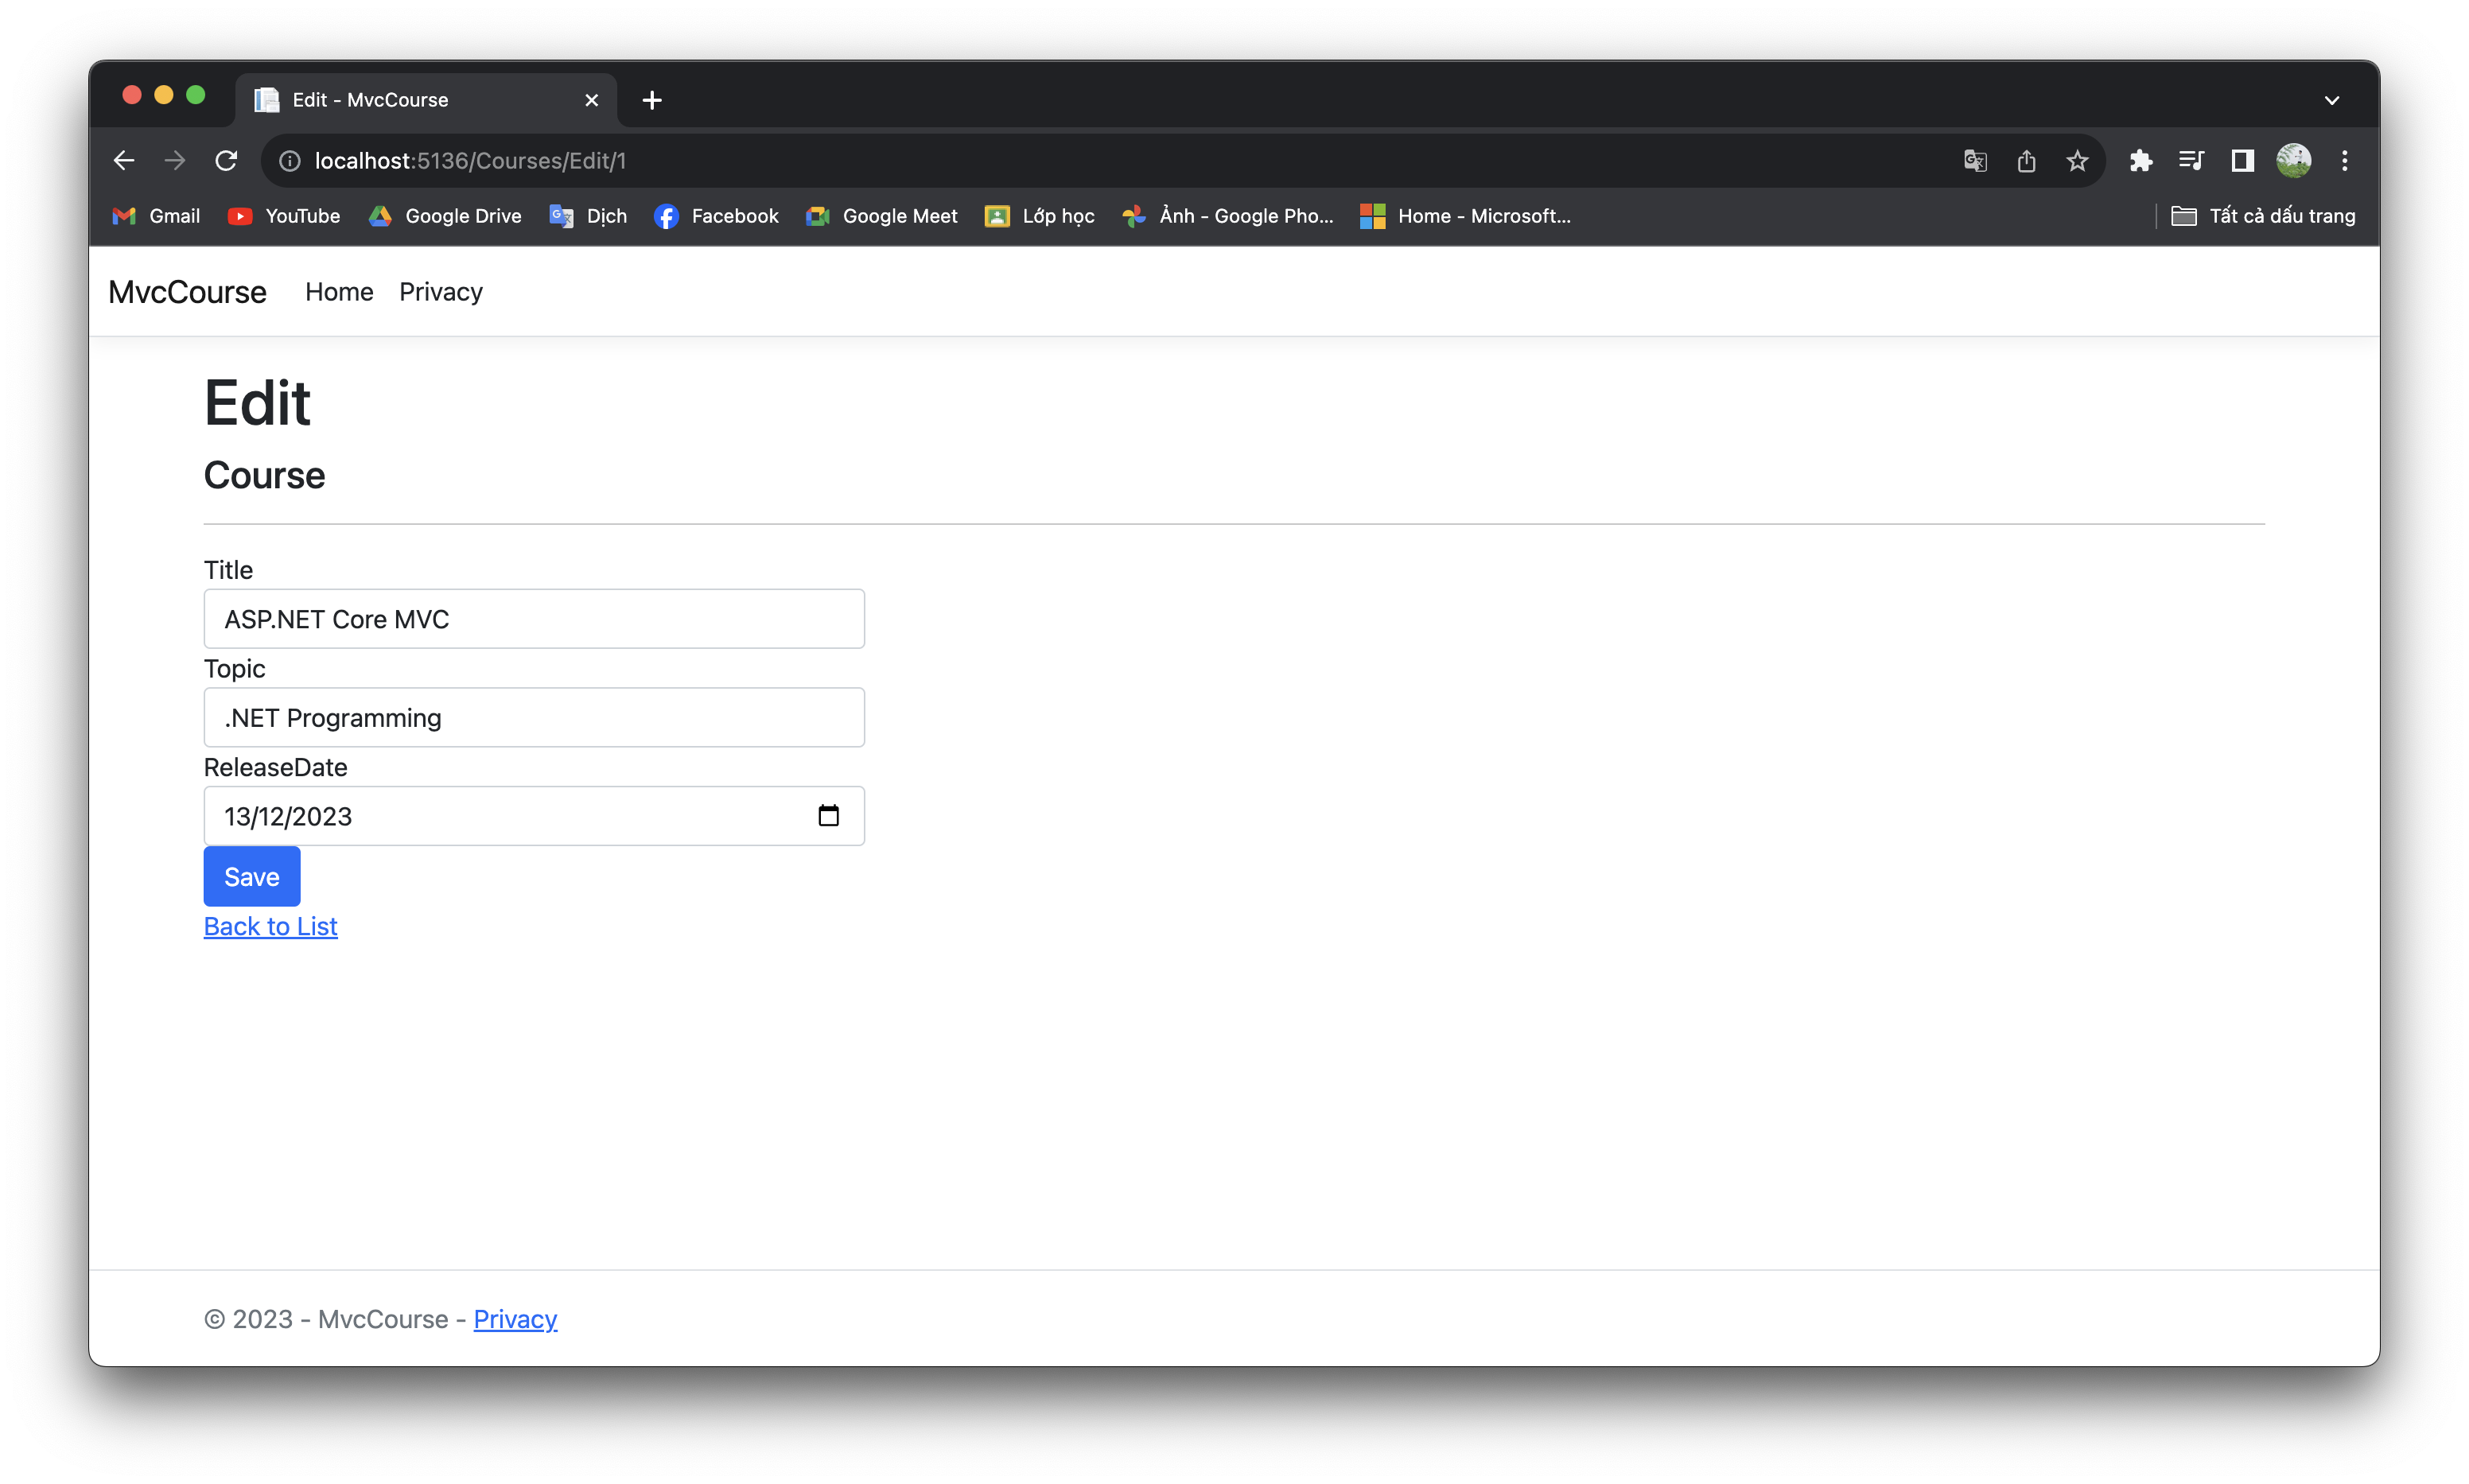 Edit - MvcCourse
localhost:5136/Courses/Edit/1
Gmail YouTube Google Drive Dịch Facebook Google Meet Lớp học Ảnh - Google Pho... Home - Microsoft... Tất cả dấu trang
MvcCourse Home Privacy
Edit
Course
Title
ASP.NET Core MVC
Topic
.NET Programming
ReleaseDate
13/12/2023
Save
Back to List
© 2023 - MvcCourse - Privacy